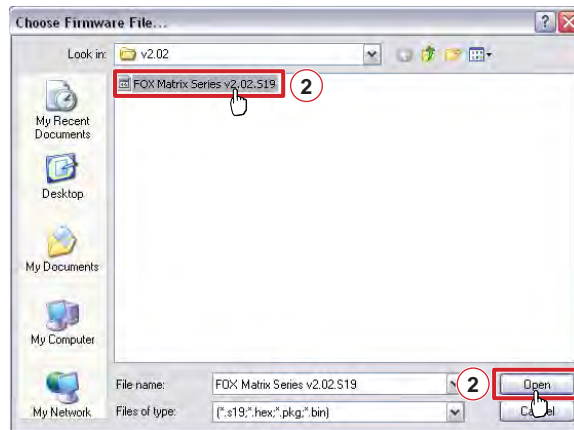 Choose Firmware File...
Look in:
v2.02
FOX Matrix Series v2.02.S19
2
My Recent
Documents
Desktop
My Documents
My Computer
My Network
File name:
FOX Matrix Series v2.02.S19
2
Open
Files of type:
(*.s19;*.hex;*.pkg;*.bin)
Cancel